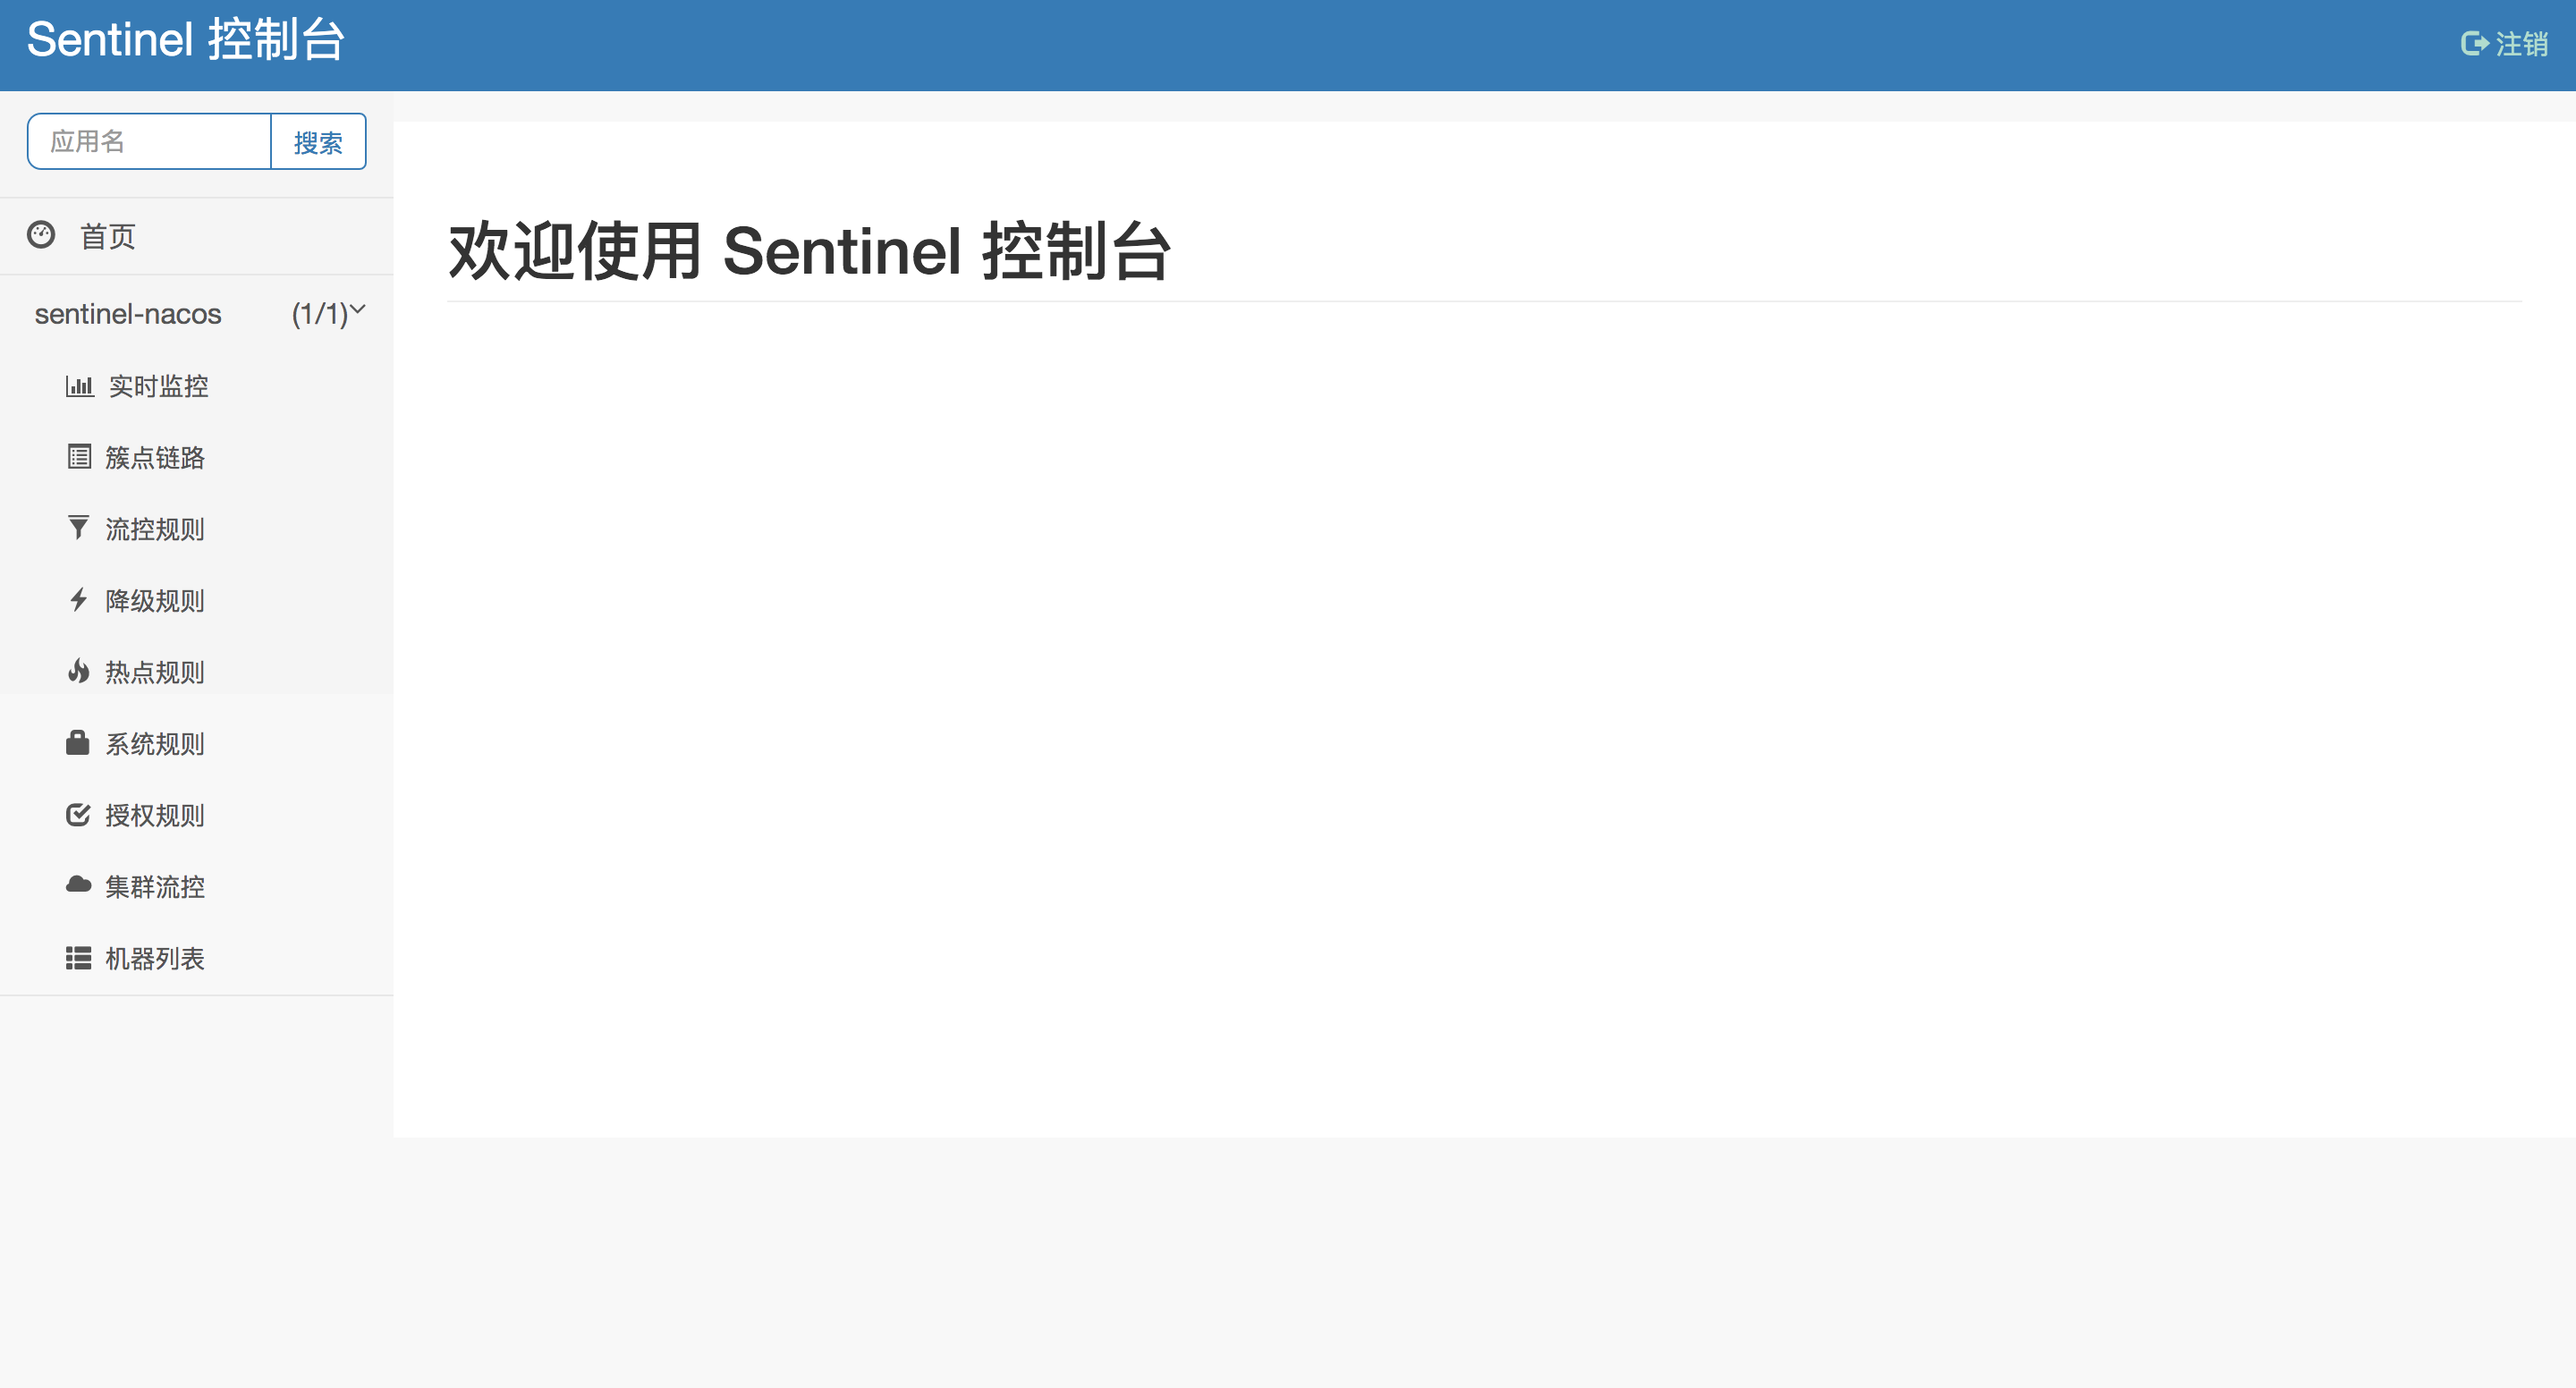 Sentinel 控制台
注销
应用名
搜索
首页
sentinel-nacos (1/1)
实时监控
簇点链路
流控规则
降级规则
热点规则
系统规则
授权规则
集群流控
机器列表
欢迎使用 Sentinel 控制台